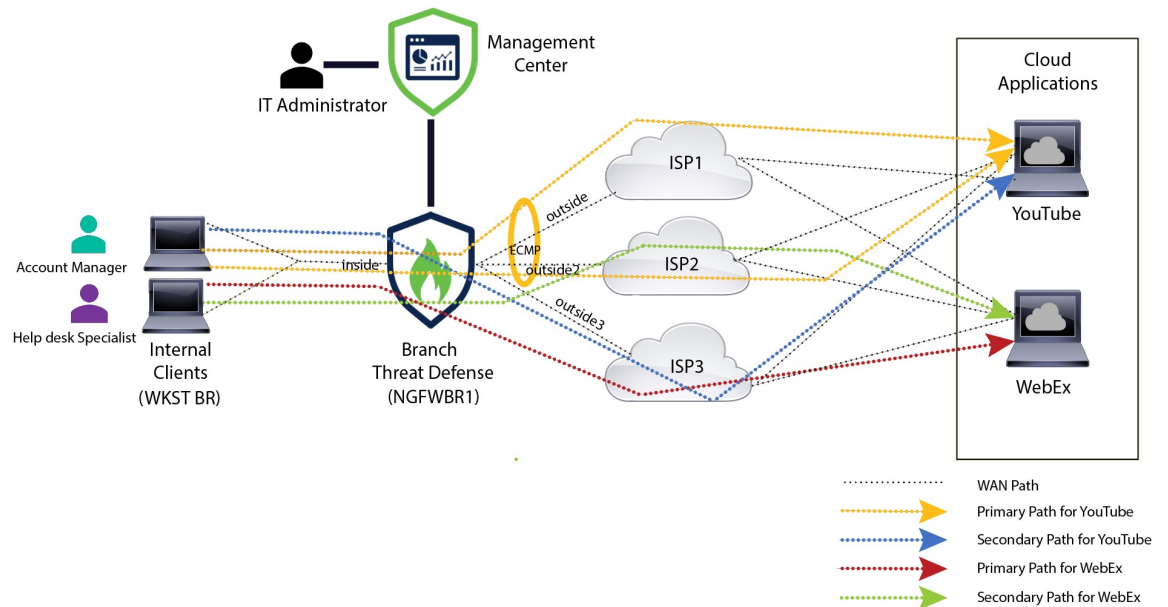 Management
Center
IT Administrator
Cloud
Applications
ISP1
YouTube
outside
ECMP
Account Manager
inside
ISP2
outside2
outside3
Help desk Specialist
Internal
Clients
(WKST BR)
Branch
Threat Defense
(NGFWBR1)
ISP3
WebEx
WAN Path
Primary Path for YouTube
Secondary Path for YouTube
Primary Path for WebEx
Secondary Path for WebEx